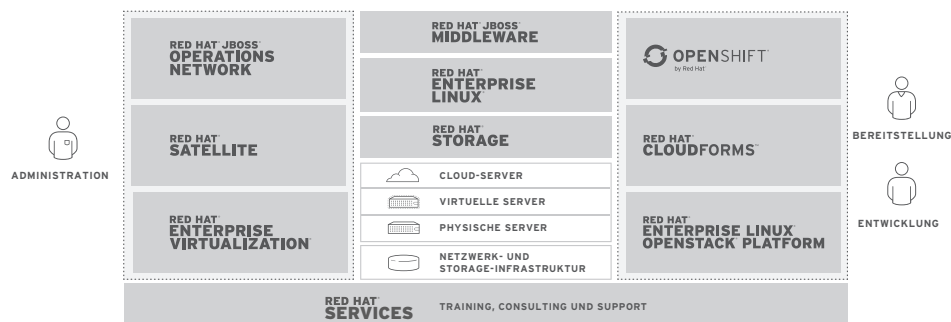 ADMINISTRATION
RED HAT® JBOSS®
OPERATIONS
NETWORK
RED HAT®
SATELLITE
RED HAT®
ENTERPRISE
VIRTUALIZATION
RED HAT® JBOSS®
MIDDLEWARE
RED HAT®
ENTERPRISE
LINUX®
RED HAT®
STORAGE
CLOUD-SERVER
VIRTUELLE SERVER
PHYSISCHE SERVER
NETZWERK- UND
STORAGE-INFRASTRUKTUR
OPENSHIFT
by Red Hat
RED HAT®
CLOUDFORMS™
RED HAT®
ENTERPRISE LINUX®
OPENSTACK® PLATFORM
BEREITSTELLUNG
ENTWICKLUNG
RED HAT®
SERVICES
TRAINING, CONSULTING UND SUPPORT